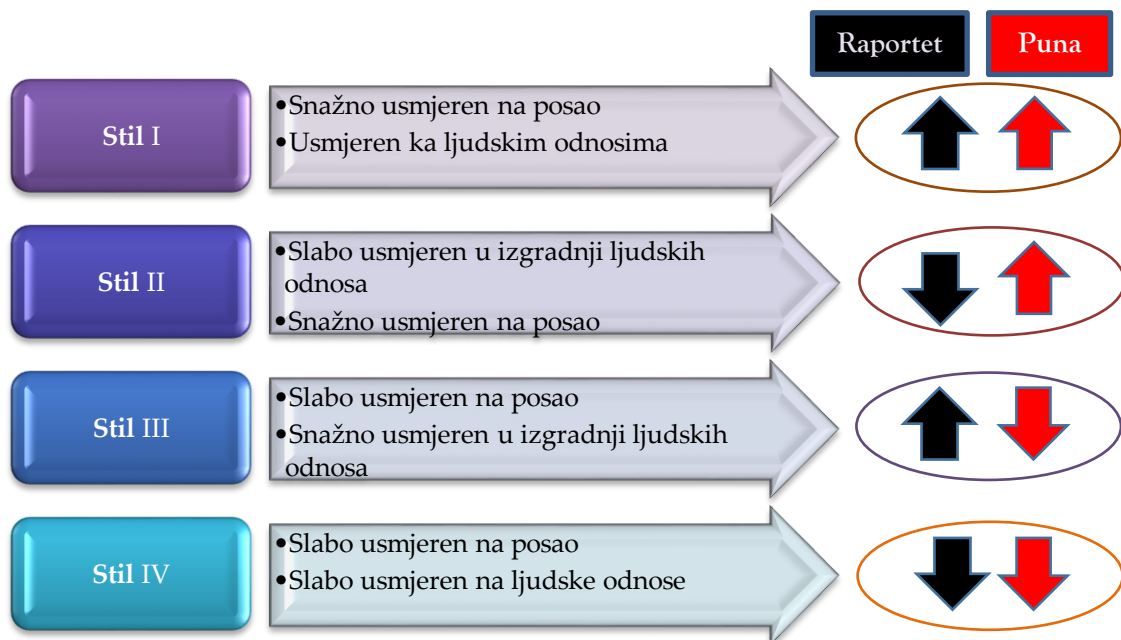 Raportet
Puna
Stil I
•Snažno usmjeren na posao
•Usmjeren ka ljudskim odnosima
Stil II
•Slabo usmjeren u izgradnji ljudskih
odnosa
•Snažno usmjeren na posao
Stil III
•Slabo usmjeren na posao
•Snažno usmjeren u izgradnji ljudskih
odnosa
Stil IV
•Slabo usmjeren na posao
•Slabo usmjeren na ljudske odnose